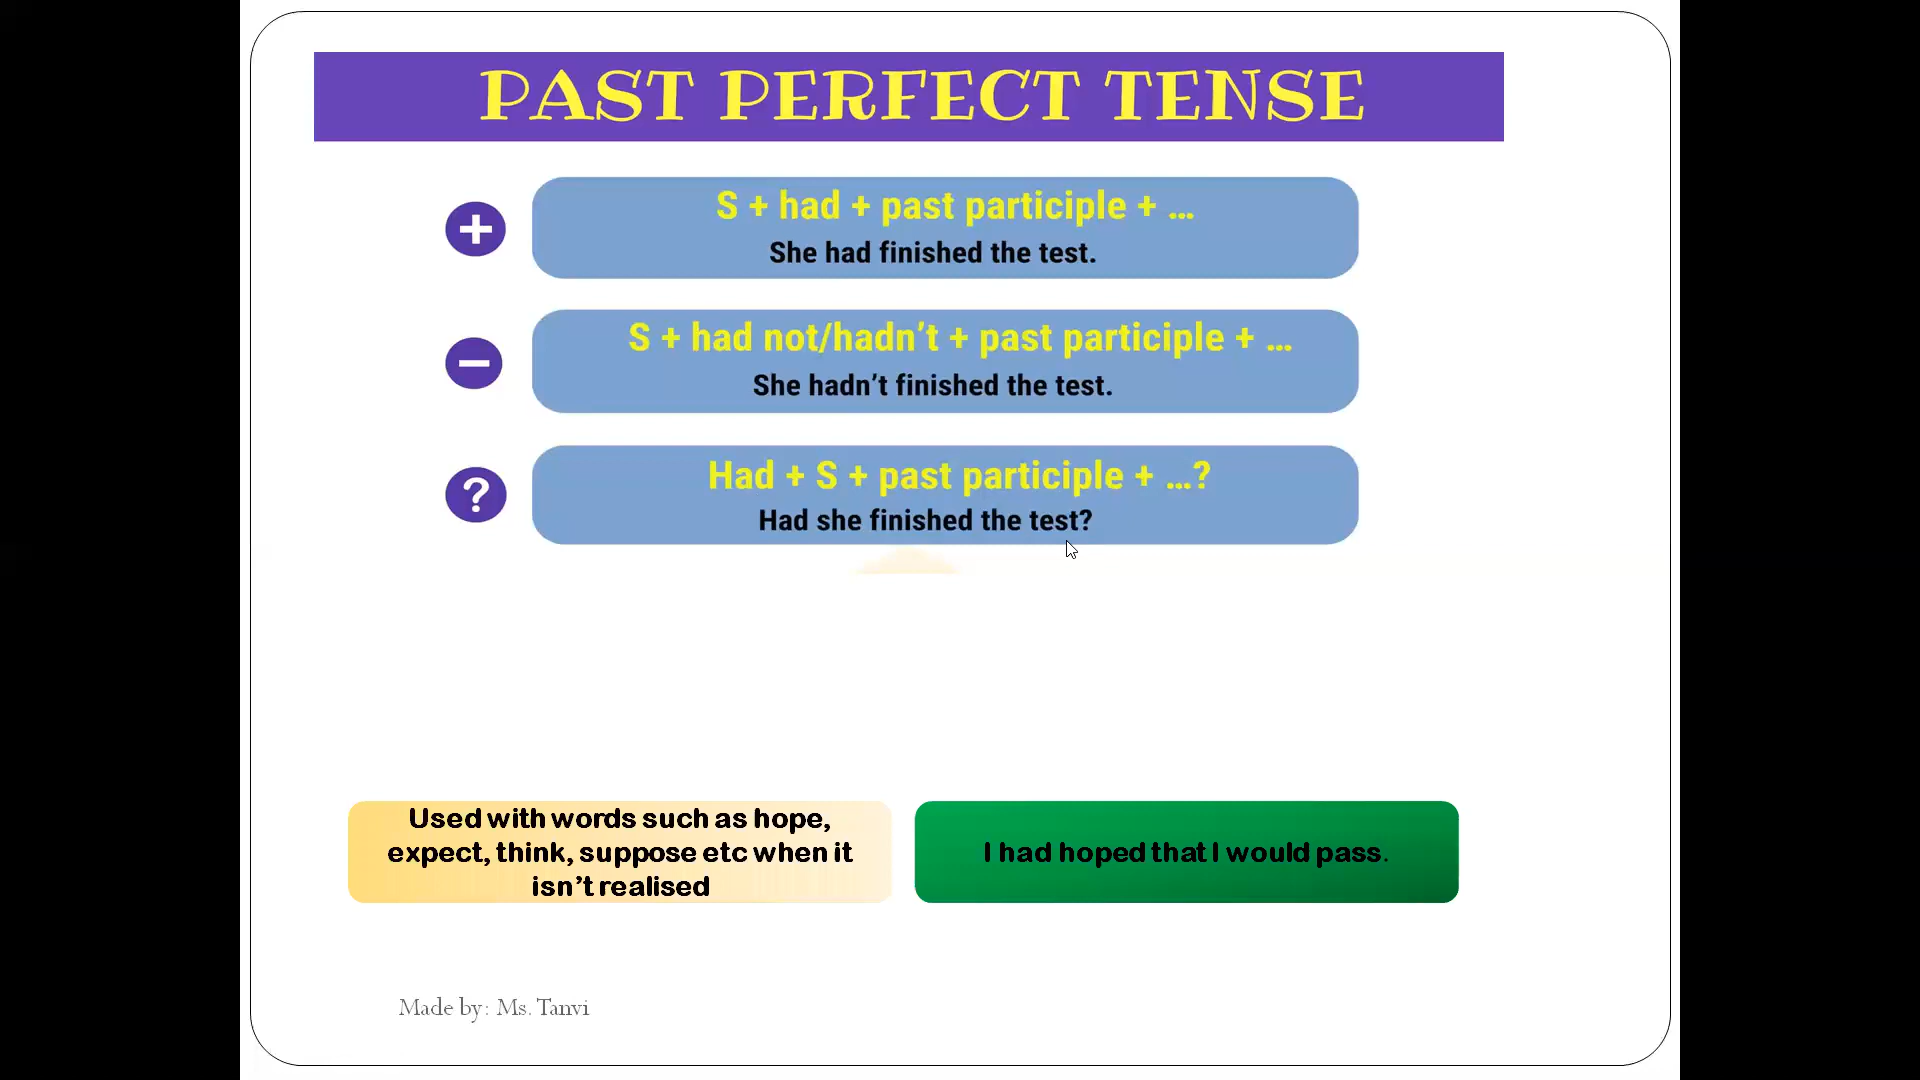 PAST PERFECT TENSE
S + had + past participle + ...
She had finished the test.
S + had not/hadn’t + past participle + ...
She hadn’t finished the test.
Had + S + past participle + ...?
Had she finished the test?
Used with words such as hope,
expect, think, suppose etc when it
isn’t realised
I had hoped that I would pass.
Made by: Ms. Tanvi